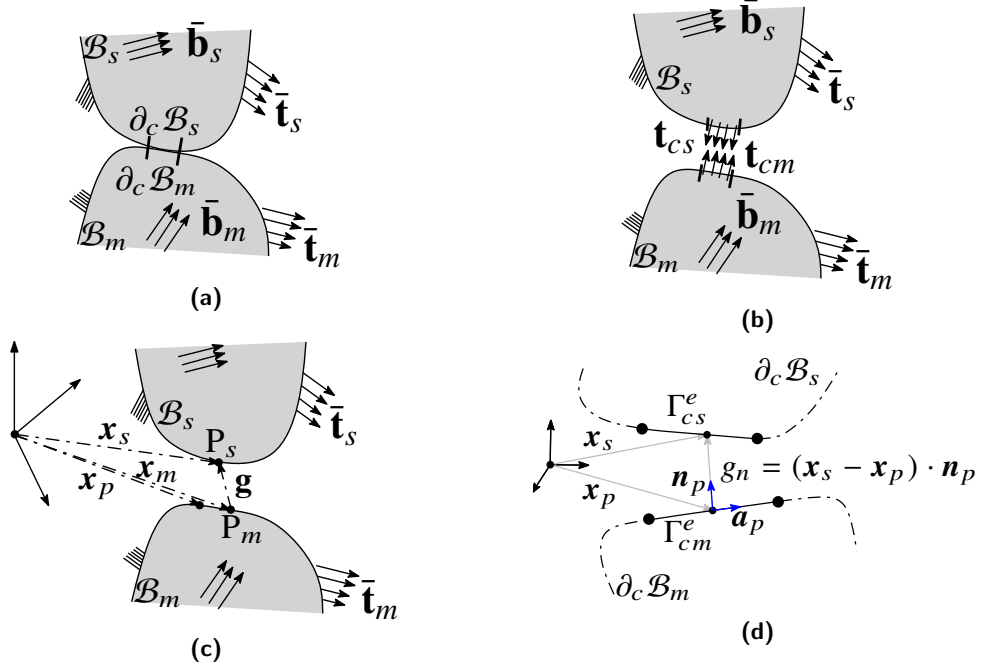 ℬ_s b̄_s
t̄_s
∂_c ℬ_s
∂_c ℬ_m
ℬ_m b̄_m
t̄_m
(a)
b̄_s
ℬ_s
t̄_s
t_cs t_cm
b̄_m
ℬ_m
t̄_m
(b)
ℬ_s
t̄_s
x_s P_s
x_m
x_p g
P_m
ℬ_m
t̄_m
(c)
∂_c ℬ_s
Γ^e_cs
x_s
n_p g_n = (x_s − x_p) · n_p
x_p
a_p
Γ^e_cm
∂_c ℬ_m
(d)